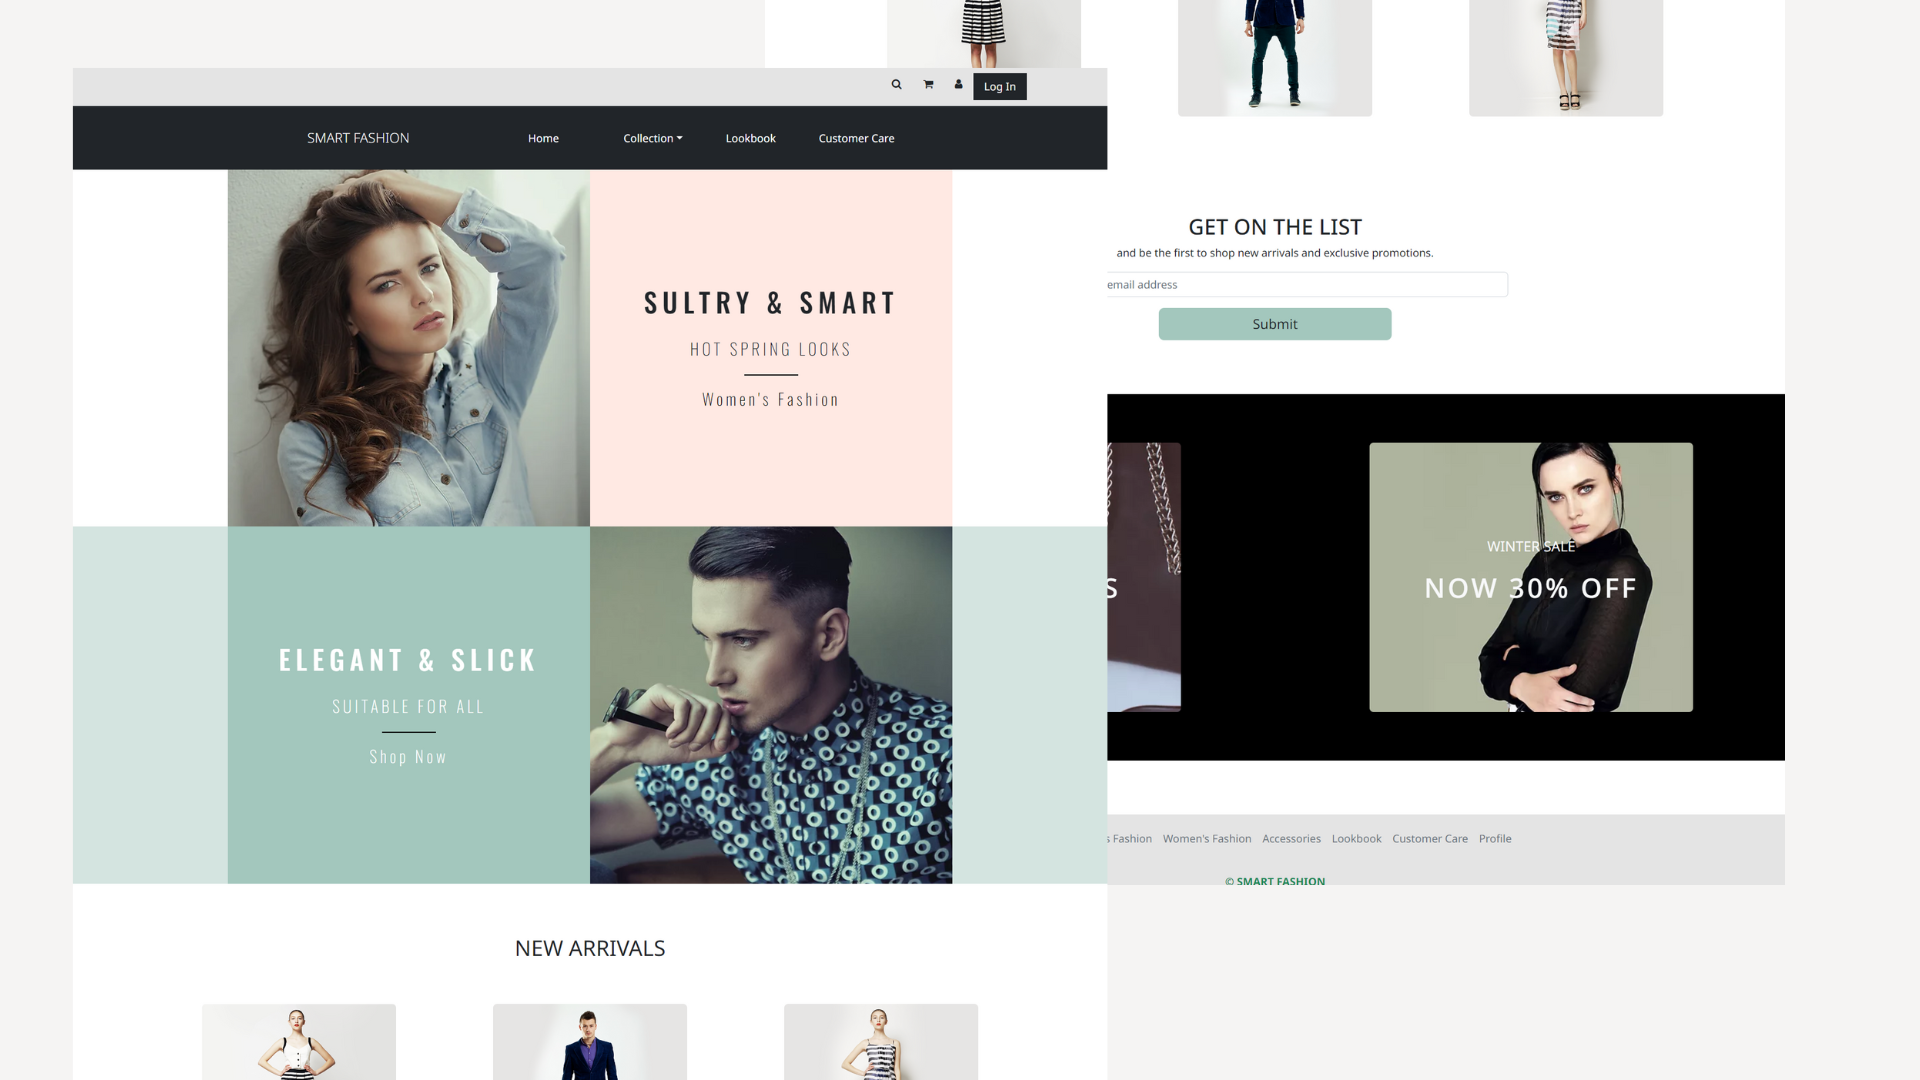 Log In
SMART FASHION
Home
Collection
Lookbook
Customer Care
SULTRY & SMART
HOT SPRING LOOKS
Women's Fashion
ELEGANT & SLICK
SUITABLE FOR ALL
Shop Now
NEW ARRIVALS
GET ON THE LIST
and be the first to shop new arrivals and exclusive promotions.
email address
Submit
S
WINTER SALE
NOW 30% OFF
s Fashion Women's Fashion Accessories Lookbook Customer Care Profile
© SMART FASHION